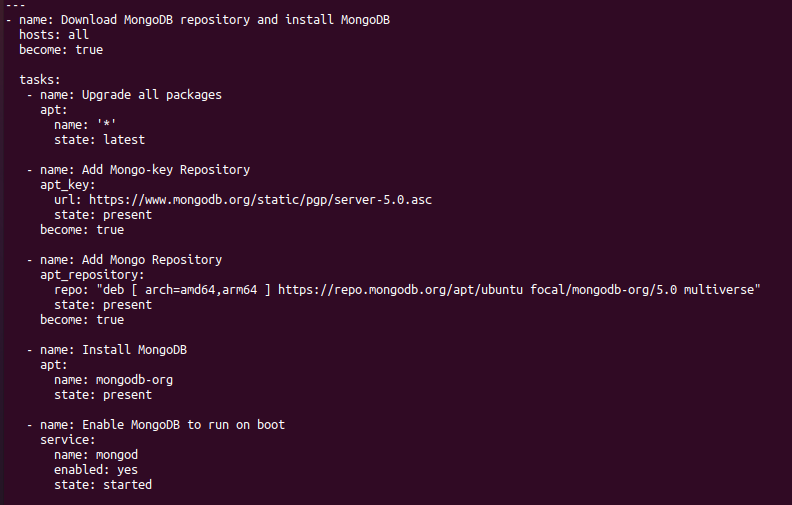 ---
- name: Download MongoDB repository and install MongoDB
  hosts: all
  become: true

  tasks:
   - name: Upgrade all packages
     apt:
       name: '*'
       state: latest

   - name: Add Mongo-key Repository
     apt_key:
       url: https://www.mongodb.org/static/pgp/server-5.0.asc
       state: present
     become: true

   - name: Add Mongo Repository
     apt_repository:
       repo: "deb [ arch=amd64,arm64 ] https://repo.mongodb.org/apt/ubuntu focal/mongodb-org/5.0 multiverse"
       state: present
     become: true

   - name: Install MongoDB
     apt:
       name: mongodb-org
       state: present

   - name: Enable MongoDB to run on boot
     service:
       name: mongod
       enabled: yes
       state: started